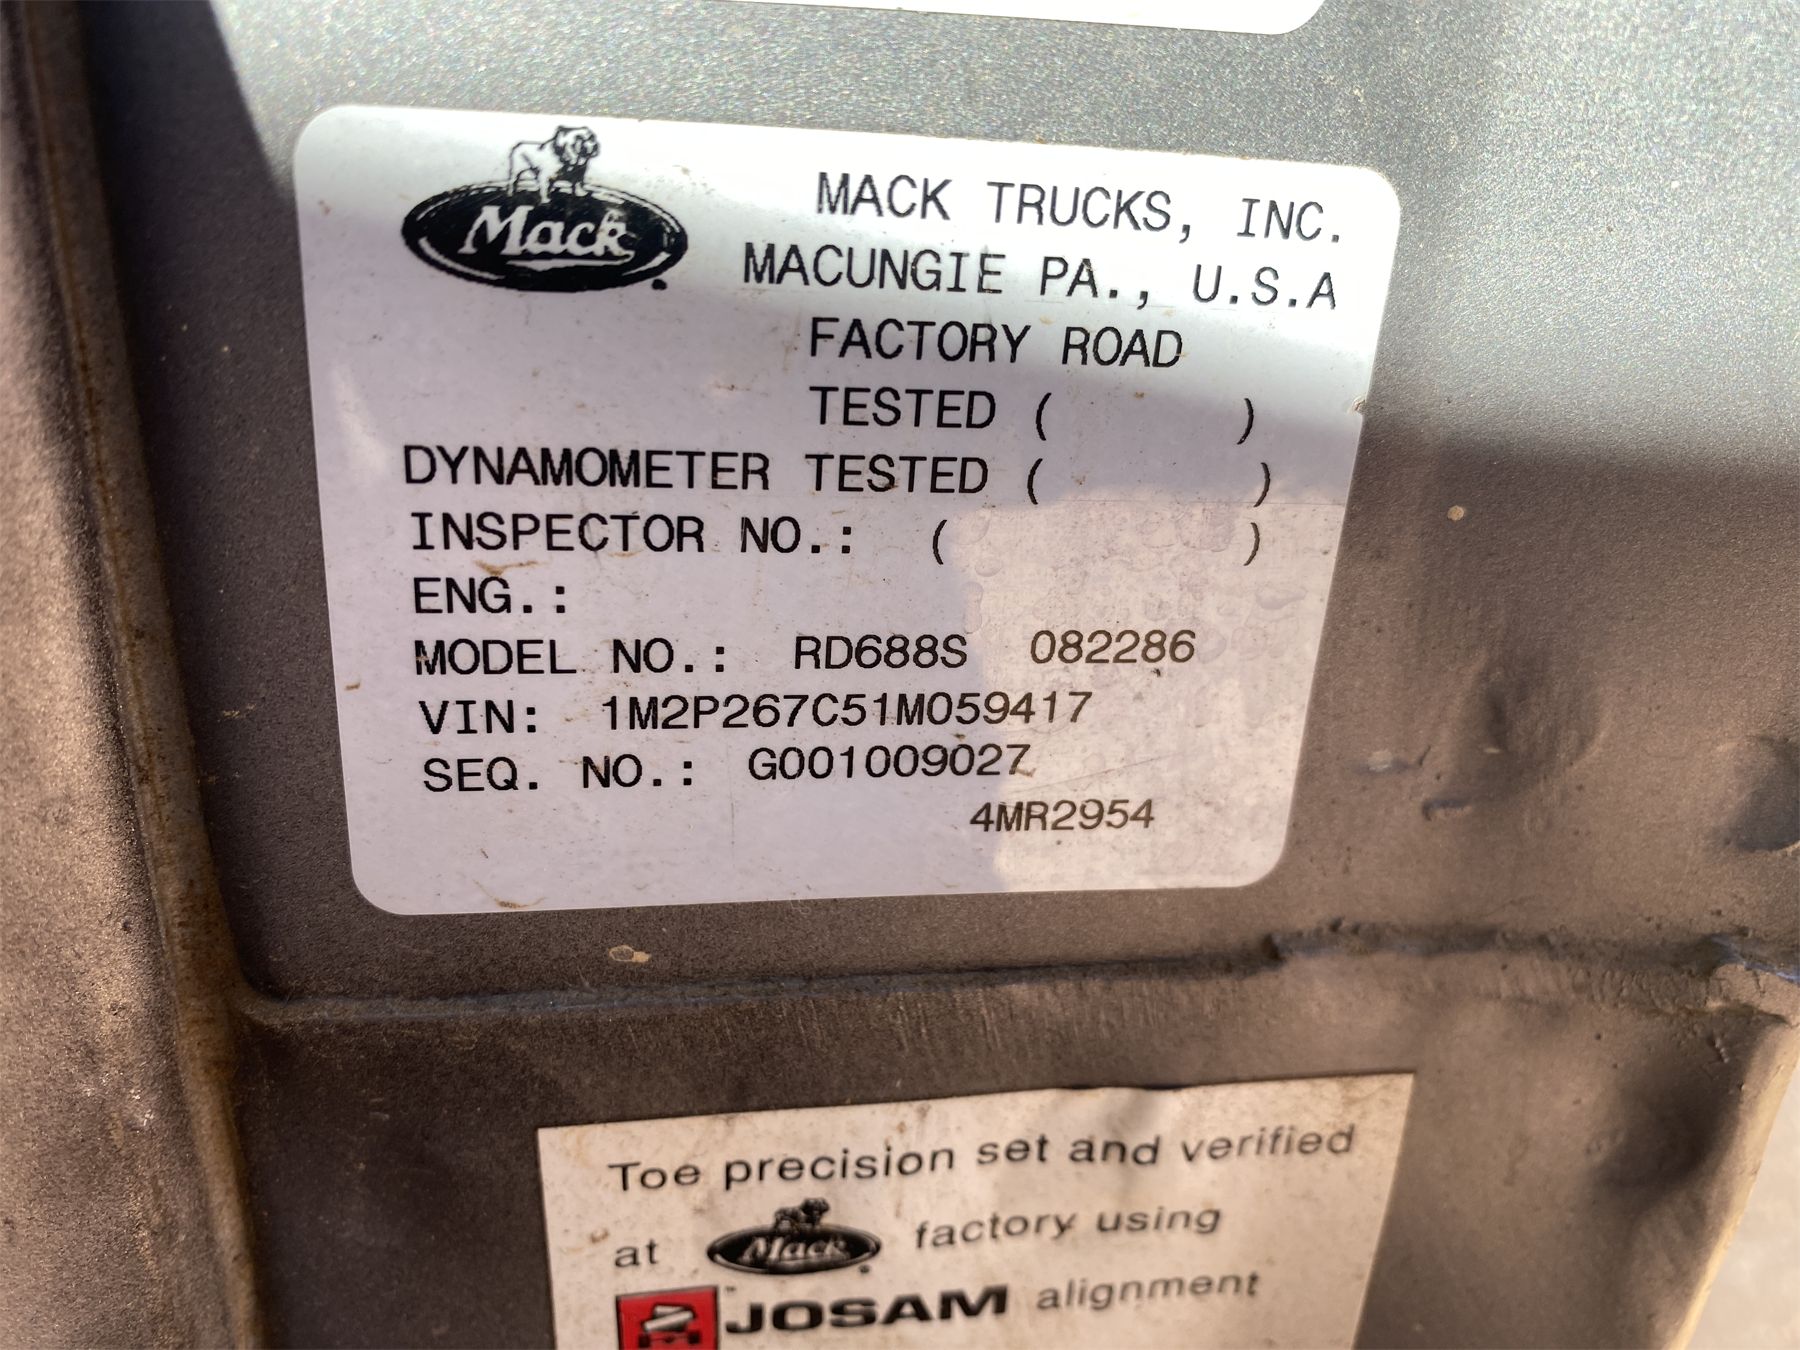 Mack
MACK TRUCKS, INC.
MACUNGIE PA., U.S.A
FACTORY ROAD
TESTED ( )
DYNAMOMETER TESTED ( )
INSPECTOR NO.: ( )
ENG.:
MODEL NO.: RD688S 082286
VIN: 1M2P267C51M059417
SEQ. NO.: G001009027
4MR2954
Toe precision set and verified
at Mack factory using
JOSAM alignment